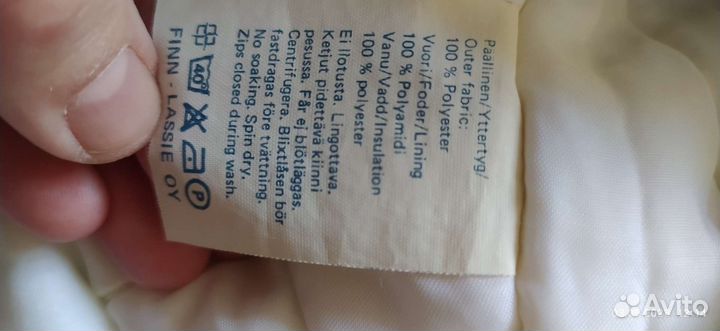 Päällinen/Yttertyg/
Outer fabric:
100 % Polyester
Vuori/Foder/Lining
100 % Polyamidi
Vanu/Vadd/Insulation
100 % polyester
Ei liotusta. Lingottava.
Ketjut pidettävä kiinni
pesussa. Får ej blötläggas.
Centrifugera. Blixtlåsen bör
fastdragas före tvättning.
No soaking. Spin dry.
Zips closed during wash.
40° P
FINN-LASSIE OY
Avito